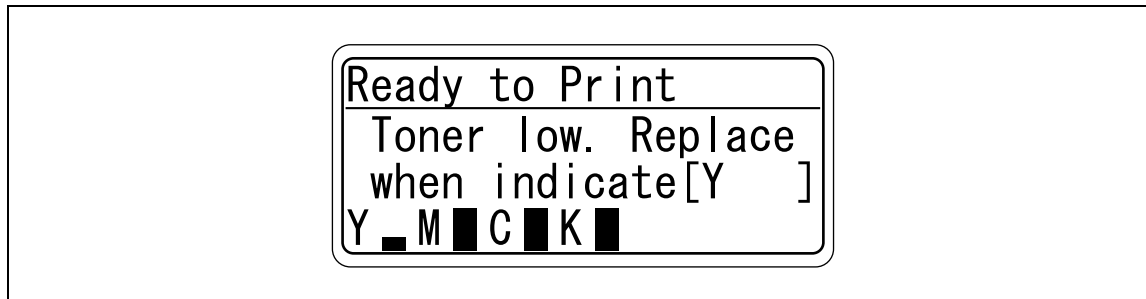 Ready to Print
Toner low. Replace
when indicate[Y   ]
Y M C K